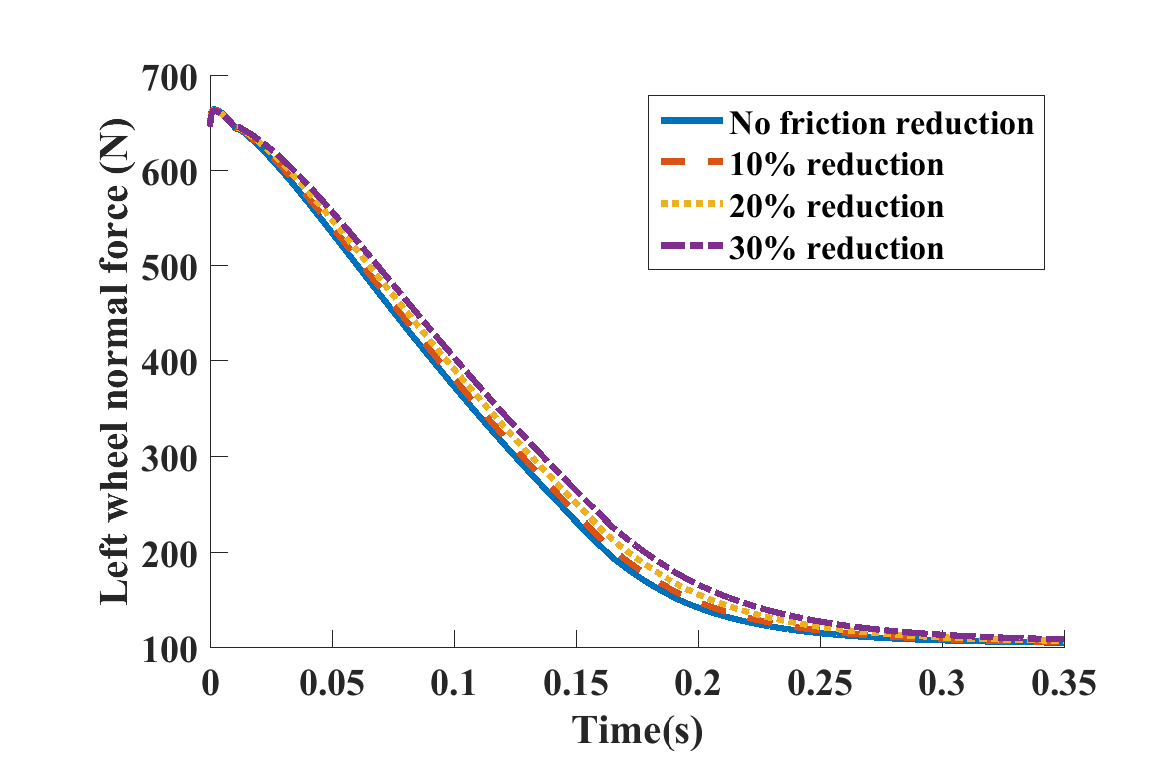 700
600
500
400
300
200
100
0
0.05
0.1
0.15
0.2
0.25
0.3
0.35
Left wheel normal force (N)
Time(s)
No friction reduction
10% reduction
20% reduction
30% reduction